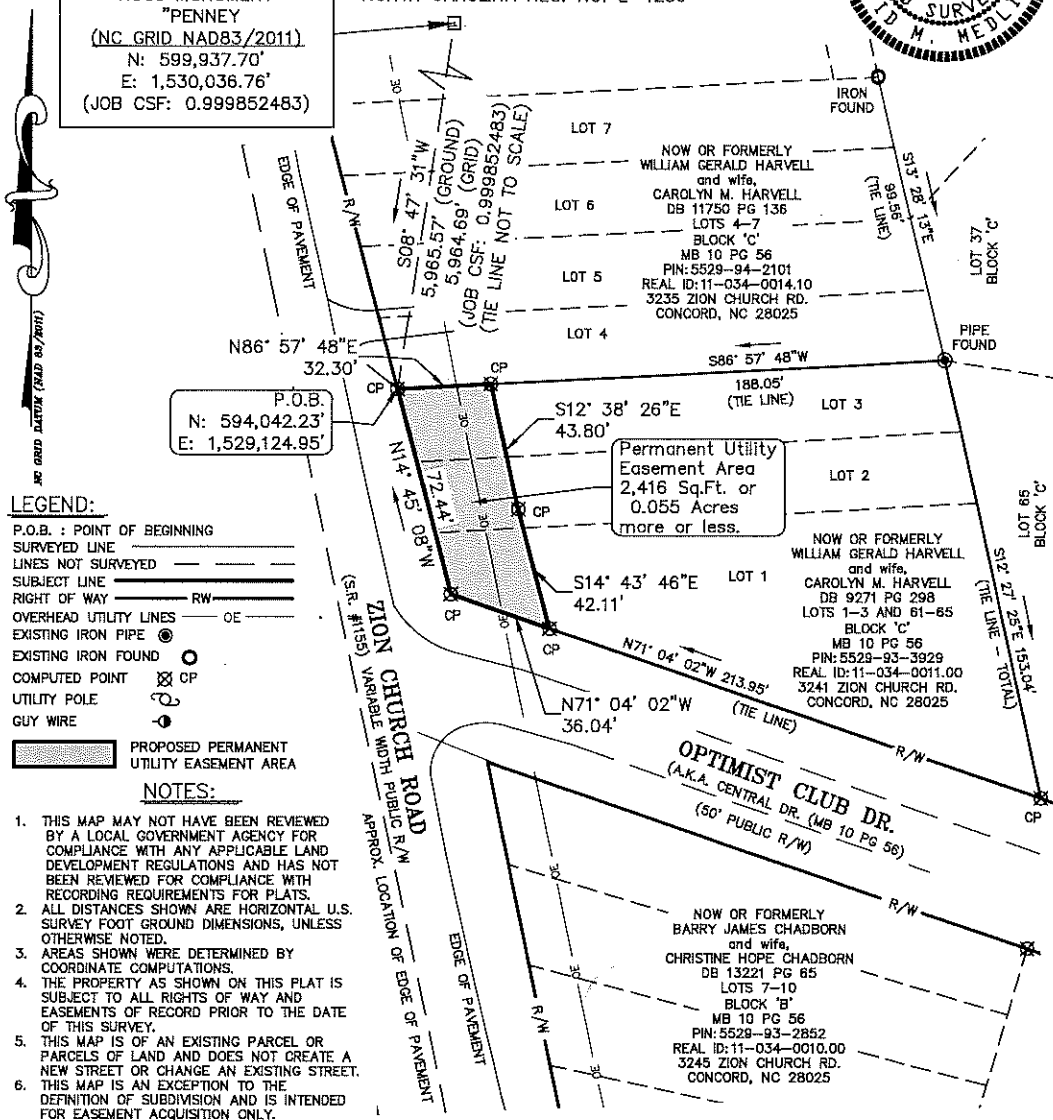 "PENNEY
(NC GRID NAD83/2011)
N: 599,937.70'
E: 1,530,036.76'
(JOB CSF: 0.999852483)
SURVE
ID M. MEDLI
NC GRID DATUM (NAD 83/2011)
IRON
FOUND
LOT 7
LOT 6
LOT 5
LOT 4
NOW OR FORMERLY
WILLIAM GERALD HARVELL
and wife,
CAROLYN M. HARVELL
DB 11750 PG 136
LOTS 4-7
BLOCK 'C'
MB 10 PG 56
PIN:5529-94-2101
REAL ID:11-034-0014.10
3235 ZION CHURCH RD.
CONCORD, NC 28025
S13° 28' 13"E
99.56'
(TIE LINE)
LOT 37
BLOCK 'C'
PIPE
FOUND
EDGE OF PAVEMENT
R/W
OE
S08° 47' 31"W
5,965.57' (GROUND)
5,964.69' (GRID)
(JOB CSF: 0.999852483)
(TIE LINE NOT TO SCALE)
N86° 57' 48"E
32.30'
CP
CP
S86° 57' 48"W
188.05'
(TIE LINE)
P.O.B.
N: 594,042.23'
E: 1,529,124.95'
OE
S12° 38' 26"E
43.80'
LOT 3
LOT 2
LOT 1
N14° 45' 08"W
72.44'
Permanent Utility
Easement Area
2,416 Sq.Ft. or
0.055 Acres
more or less.
CP
OE
S14° 43' 46"E
42.11'
CP
OE
CP
NOW OR FORMERLY
WILLIAM GERALD HARVELL
and wife,
CAROLYN M. HARVELL
DB 9271 PG 298
LOTS 1-3 AND 61-65
BLOCK 'C'
MB 10 PG 56
PIN:5529-93-3929
REAL ID:11-034-0011.00
3241 ZION CHURCH RD.
CONCORD, NC 28025
LOT 65
BLOCK 'C'
S12° 27' 25"E 153.04'
(TIE LINE - TOTAL)
N71° 04' 02"W 213.95'
(TIE LINE)
N71° 04' 02"W
36.04'
R/W
CP
OPTIMIST CLUB DR.
(A.K.A. CENTRAL DR. (MB 10 PG 56)
(50' PUBLIC R/W)
R/W
ZION CHURCH ROAD
(S.R. #1155) VARIABLE WIDTH PUBLIC R/W
APPROX. LOCATION OF EDGE OF PAVEMENT
EDGE OF PAVEMENT
R/W
OE
OE
OE
NOW OR FORMERLY
BARRY JAMES CHADBORN
and wife,
CHRISTINE HOPE CHADBORN
DB 13221 PG 65
LOTS 7-10
BLOCK 'B'
MB 10 PG 56
PIN:5529-93-2852
REAL ID:11-034-0010.00
3245 ZION CHURCH RD.
CONCORD, NC 28025
LEGEND:
P.O.B. : POINT OF BEGINNING
SURVEYED LINE
LINES NOT SURVEYED
SUBJECT LINE
RIGHT OF WAY RW
OVERHEAD UTILITY LINES OE
EXISTING IRON PIPE
EXISTING IRON FOUND
COMPUTED POINT CP
UTILITY POLE
GUY WIRE
PROPOSED PERMANENT
UTILITY EASEMENT AREA
NOTES:
1. THIS MAP MAY NOT HAVE BEEN REVIEWED
BY A LOCAL GOVERNMENT AGENCY FOR
COMPLIANCE WITH ANY APPLICABLE LAND
DEVELOPMENT REGULATIONS AND HAS NOT
BEEN REVIEWED FOR COMPLIANCE WITH
RECORDING REQUIREMENTS FOR PLATS.
2. ALL DISTANCES SHOWN ARE HORIZONTAL U.S.
SURVEY FOOT GROUND DIMENSIONS, UNLESS
OTHERWISE NOTED.
3. AREAS SHOWN WERE DETERMINED BY
COORDINATE COMPUTATIONS.
4. THE PROPERTY AS SHOWN ON THIS PLAT IS
SUBJECT TO ALL RIGHTS OF WAY AND
EASEMENTS OF RECORD PRIOR TO THE DATE
OF THIS SURVEY.
5. THIS MAP IS OF AN EXISTING PARCEL OR
PARCELS OF LAND AND DOES NOT CREATE A
NEW STREET OR CHANGE AN EXISTING STREET.
6. THIS MAP IS AN EXCEPTION TO THE
DEFINITION OF SUBDIVISION AND IS INTENDED
FOR EASEMENT ACQUISITION ONLY.